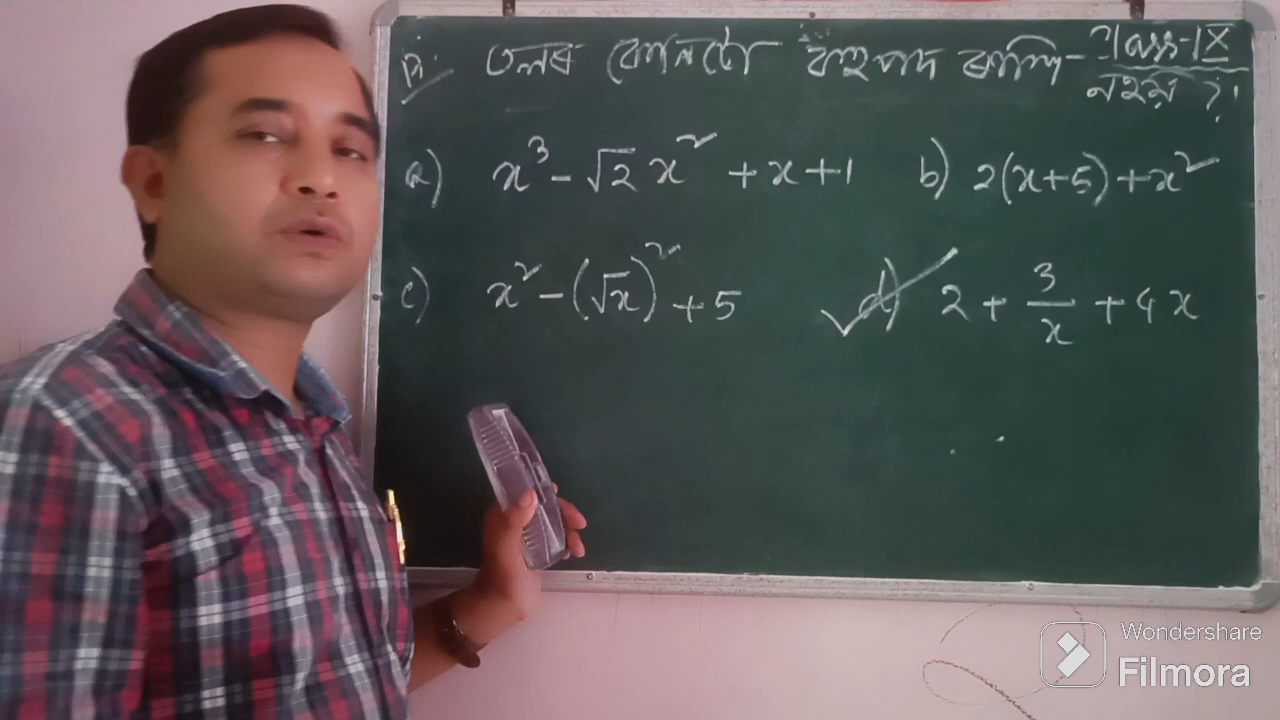 প্ৰ: তলৰ কোনটো বহুপদ ৰাশি- Class-IX
নহয় ?
a) x³ - √2 x² + x + 1 b) 2(x+5) + x²
c) x² - (√x)² + 5 ✓d) 2 + 3/x + 4x
Wondershare
Filmora